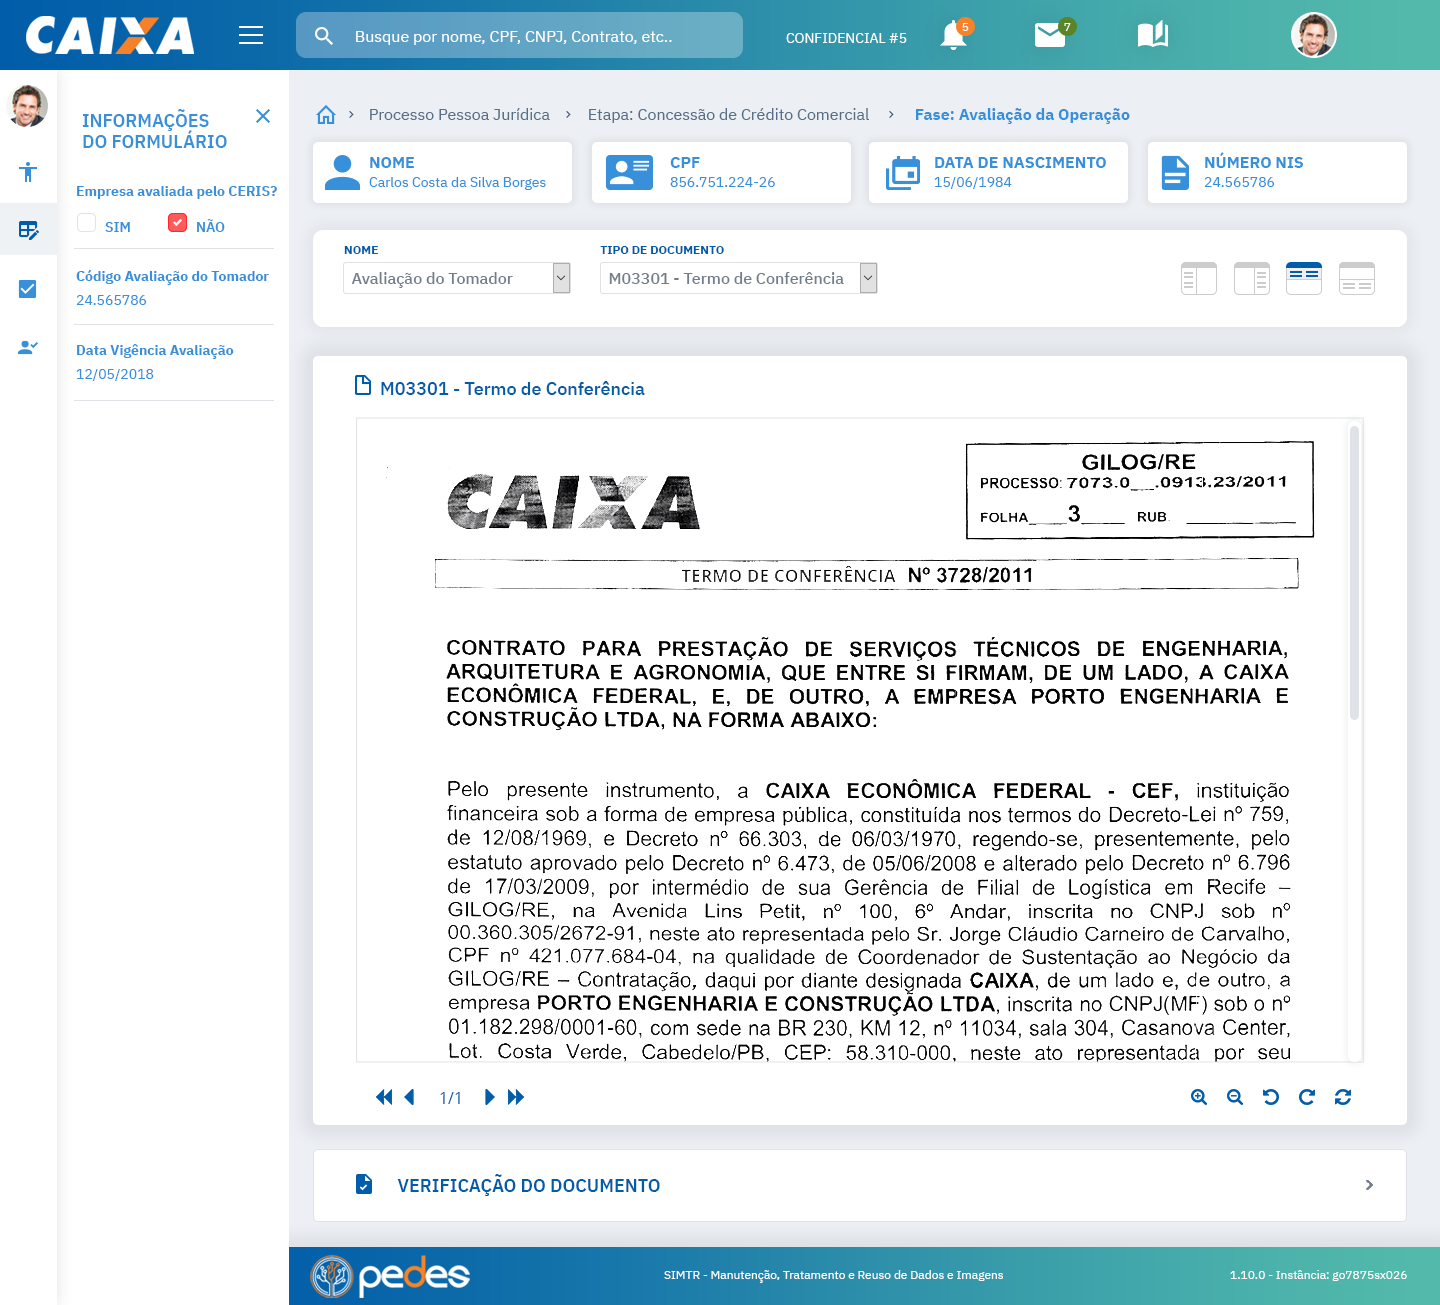 CAIXA
Busque por nome, CPF, CNPJ, Contrato, etc..
CONFIDENCIAL #5
5
7
INFORMAÇÕES
DO FORMULÁRIO
Empresa avaliada pelo CERIS?
SIM
NÃO
Código Avaliação do Tomador
24.565786
Data Vigência Avaliação
12/05/2018
Processo Pessoa Jurídica > Etapa: Concessão de Crédito Comercial > Fase: Avaliação da Operação
NOME
Carlos Costa da Silva Borges
CPF
856.751.224-26
DATA DE NASCIMENTO
15/06/1984
NÚMERO NIS
24.565786
NOME
Avaliação do Tomador
TIPO DE DOCUMENTO
M03301 - Termo de Conferência
M03301 - Termo de Conferência
CAIXA
GILOG/RE
PROCESSO: 7073.0__.0913.23/2011
FOLHA____3____ RUB. __________
TERMO DE CONFERÊNCIA Nº 3728/2011
CONTRATO PARA PRESTAÇÃO DE SERVIÇOS TÉCNICOS DE ENGENHARIA,
ARQUITETURA E AGRONOMIA, QUE ENTRE SI FIRMAM, DE UM LADO, A CAIXA
ECONÔMICA FEDERAL, E, DE OUTRO, A EMPRESA PORTO ENGENHARIA E
CONSTRUÇÃO LTDA, NA FORMA ABAIXO:
Pelo presente instrumento, a CAIXA ECONÔMICA FEDERAL - CEF, instituição
financeira sob a forma de empresa pública, constituída nos termos do Decreto-Lei nº 759,
de 12/08/1969, e Decreto nº 66.303, de 06/03/1970, regendo-se, presentemente, pelo
estatuto aprovado pelo Decreto nº 6.473, de 05/06/2008 e alterado pelo Decreto nº 6.796
de 17/03/2009, por intermédio de sua Gerência de Filial de Logística em Recife –
GILOG/RE, na Avenida Lins Petit, nº 100, 6º Andar, inscrita no CNPJ sob nº
00.360.305/2672-91, neste ato representada pelo Sr. Jorge Cláudio Carneiro de Carvalho,
CPF nº 421.077.684-04, na qualidade de Coordenador de Sustentação ao Negócio da
GILOG/RE – Contratação, daqui por diante designada CAIXA, de um lado e, de outro, a
empresa PORTO ENGENHARIA E CONSTRUÇÃO LTDA, inscrita no CNPJ(MF) sob o nº
01.182.298/0001-60, com sede na BR 230, KM 12, nº 11034, sala 304, Casanova Center,
Lot. Costa Verde, Cabedelo/PB, CEP: 58.310-000, neste ato representada por seu
1/1
VERIFICAÇÃO DO DOCUMENTO
pedes
SIMTR - Manutenção, Tratamento e Reuso de Dados e Imagens
1.10.0 - Instância: go7875sx026